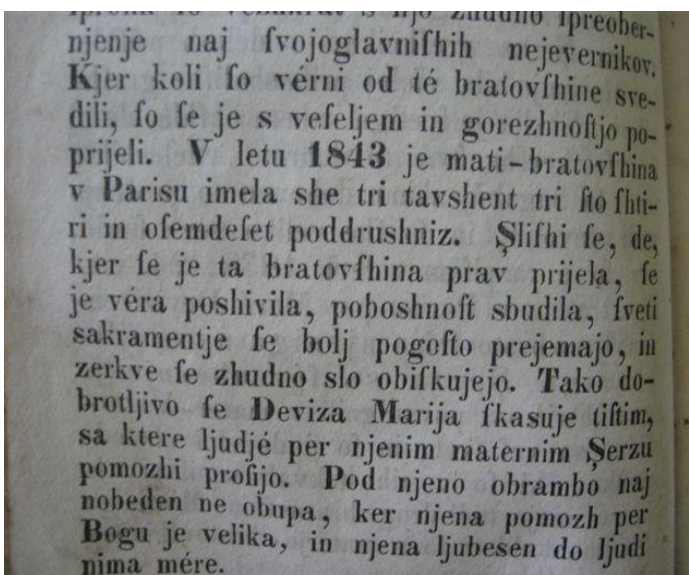 ſo zhudno ſpreober-
njenje naj ſvojoglavniſhih nejevernikov.
Kjer koli ſo vérni od té bratovſhine sve-
dili, ſo ſe je s veſeljem in gorezhnoſtjo po-
prijeli. V letu 1843 je mati-bratovſhina
v Parisu imela she tri tavshent tri ſto ſhti-
ri in oſemdeſet poddrushniz. Şliſhi ſe, de,
kjer ſe je ta bratovſhina prav prijela, ſe
je véra poshivila, poboshnoſt sbudila, ſveti
sakramentje ſe bolj pogoſto prejemajo, in
zerkve ſe zhudno slo obiſkujejo. Tako do-
brotljivo ſe Deviza Marija ſkasuje tiſtim,
sa ktere ljudjé per njenim maternim Şerzu
pomozhi proſijo. Pod njeno obrambo naj
nobeden ne obupa, ker njena pomozh per
Bogu je velika, in njena ljubesen do ljudi
nima mére.